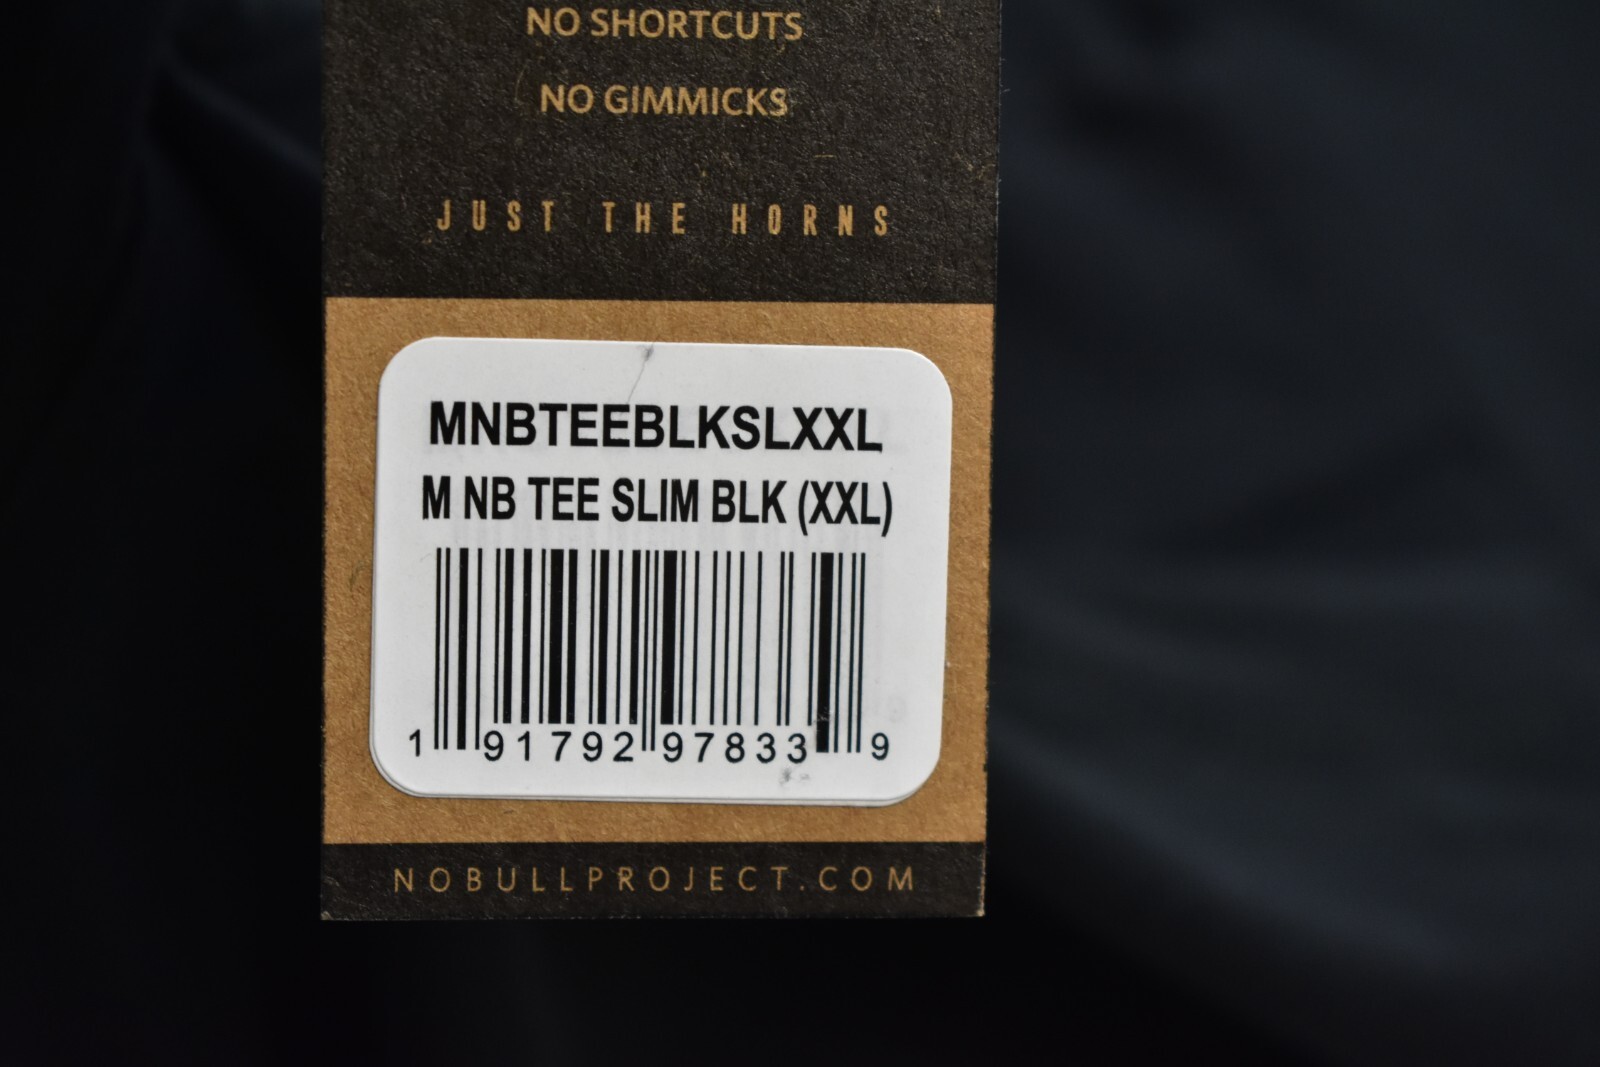 NO SHORTCUTS
NO GIMMICKS
JUST THE HORNS
MNBTEEBLKSLXXL
M NB TEE SLIM BLK (XXL)
1 91792 97833 9
NOBULLPROJECT.COM